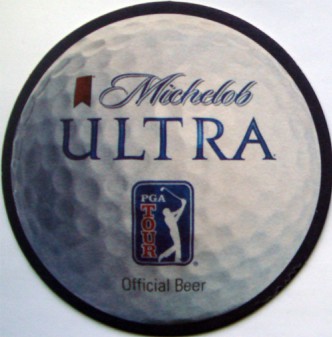 Michelob
ULTRA
PGA
TOUR
®
Official Beer